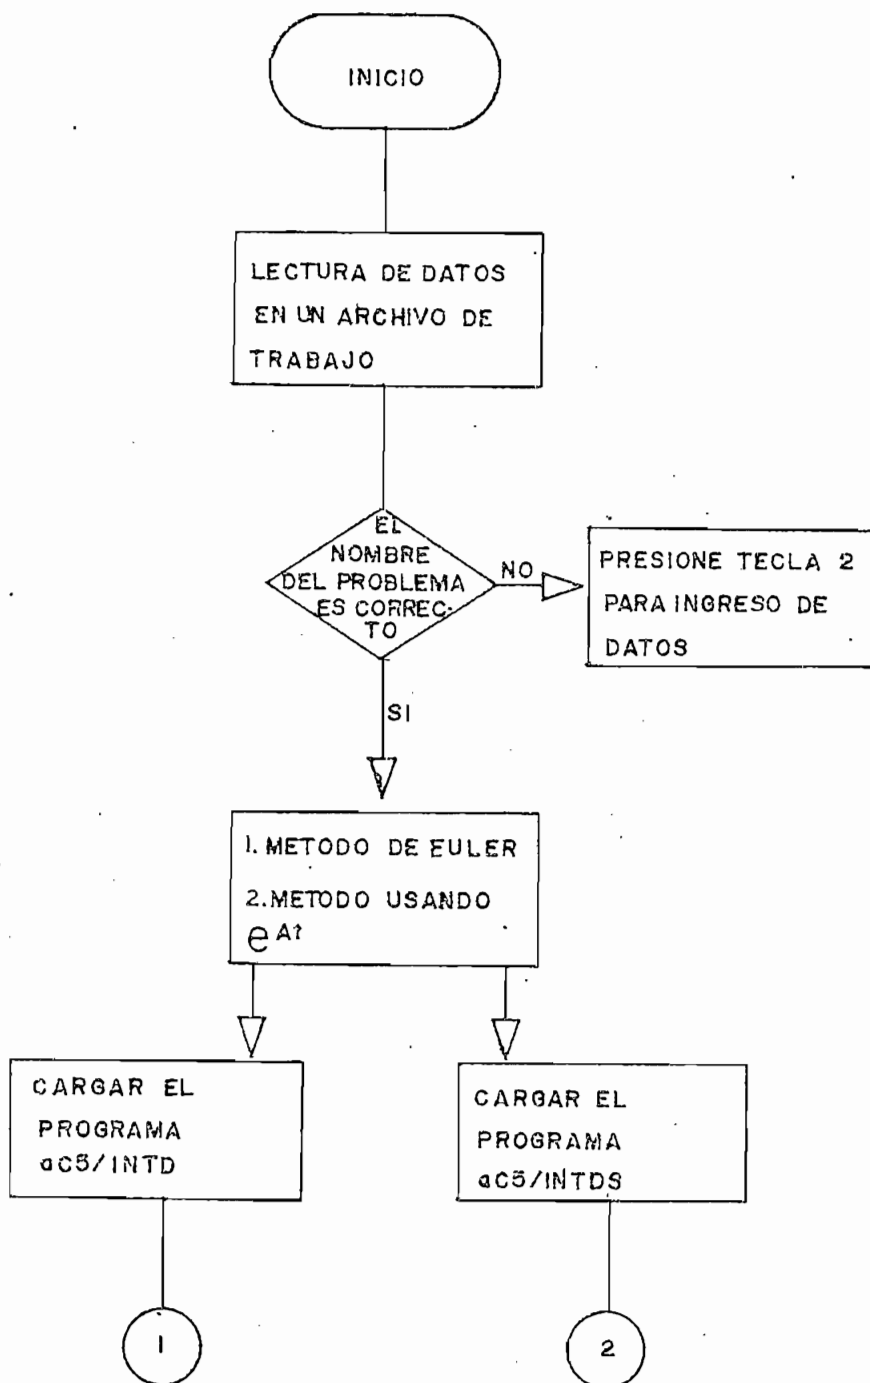 INICIO
LECTURA DE DATOS
EN UN ARCHIVO DE
TRABAJO
EL
NOMBRE
DEL PROBLEMA
ES CORREC-
TO
NO
PRESIONE TECLA 2
PARA INGRESO DE
DATOS
SI
1. METODO DE EULER
2. METODO USANDO
e At
CARGAR EL
PROGRAMA
aC5/INTD
CARGAR EL
PROGRAMA
aC5/INTDS
1
2